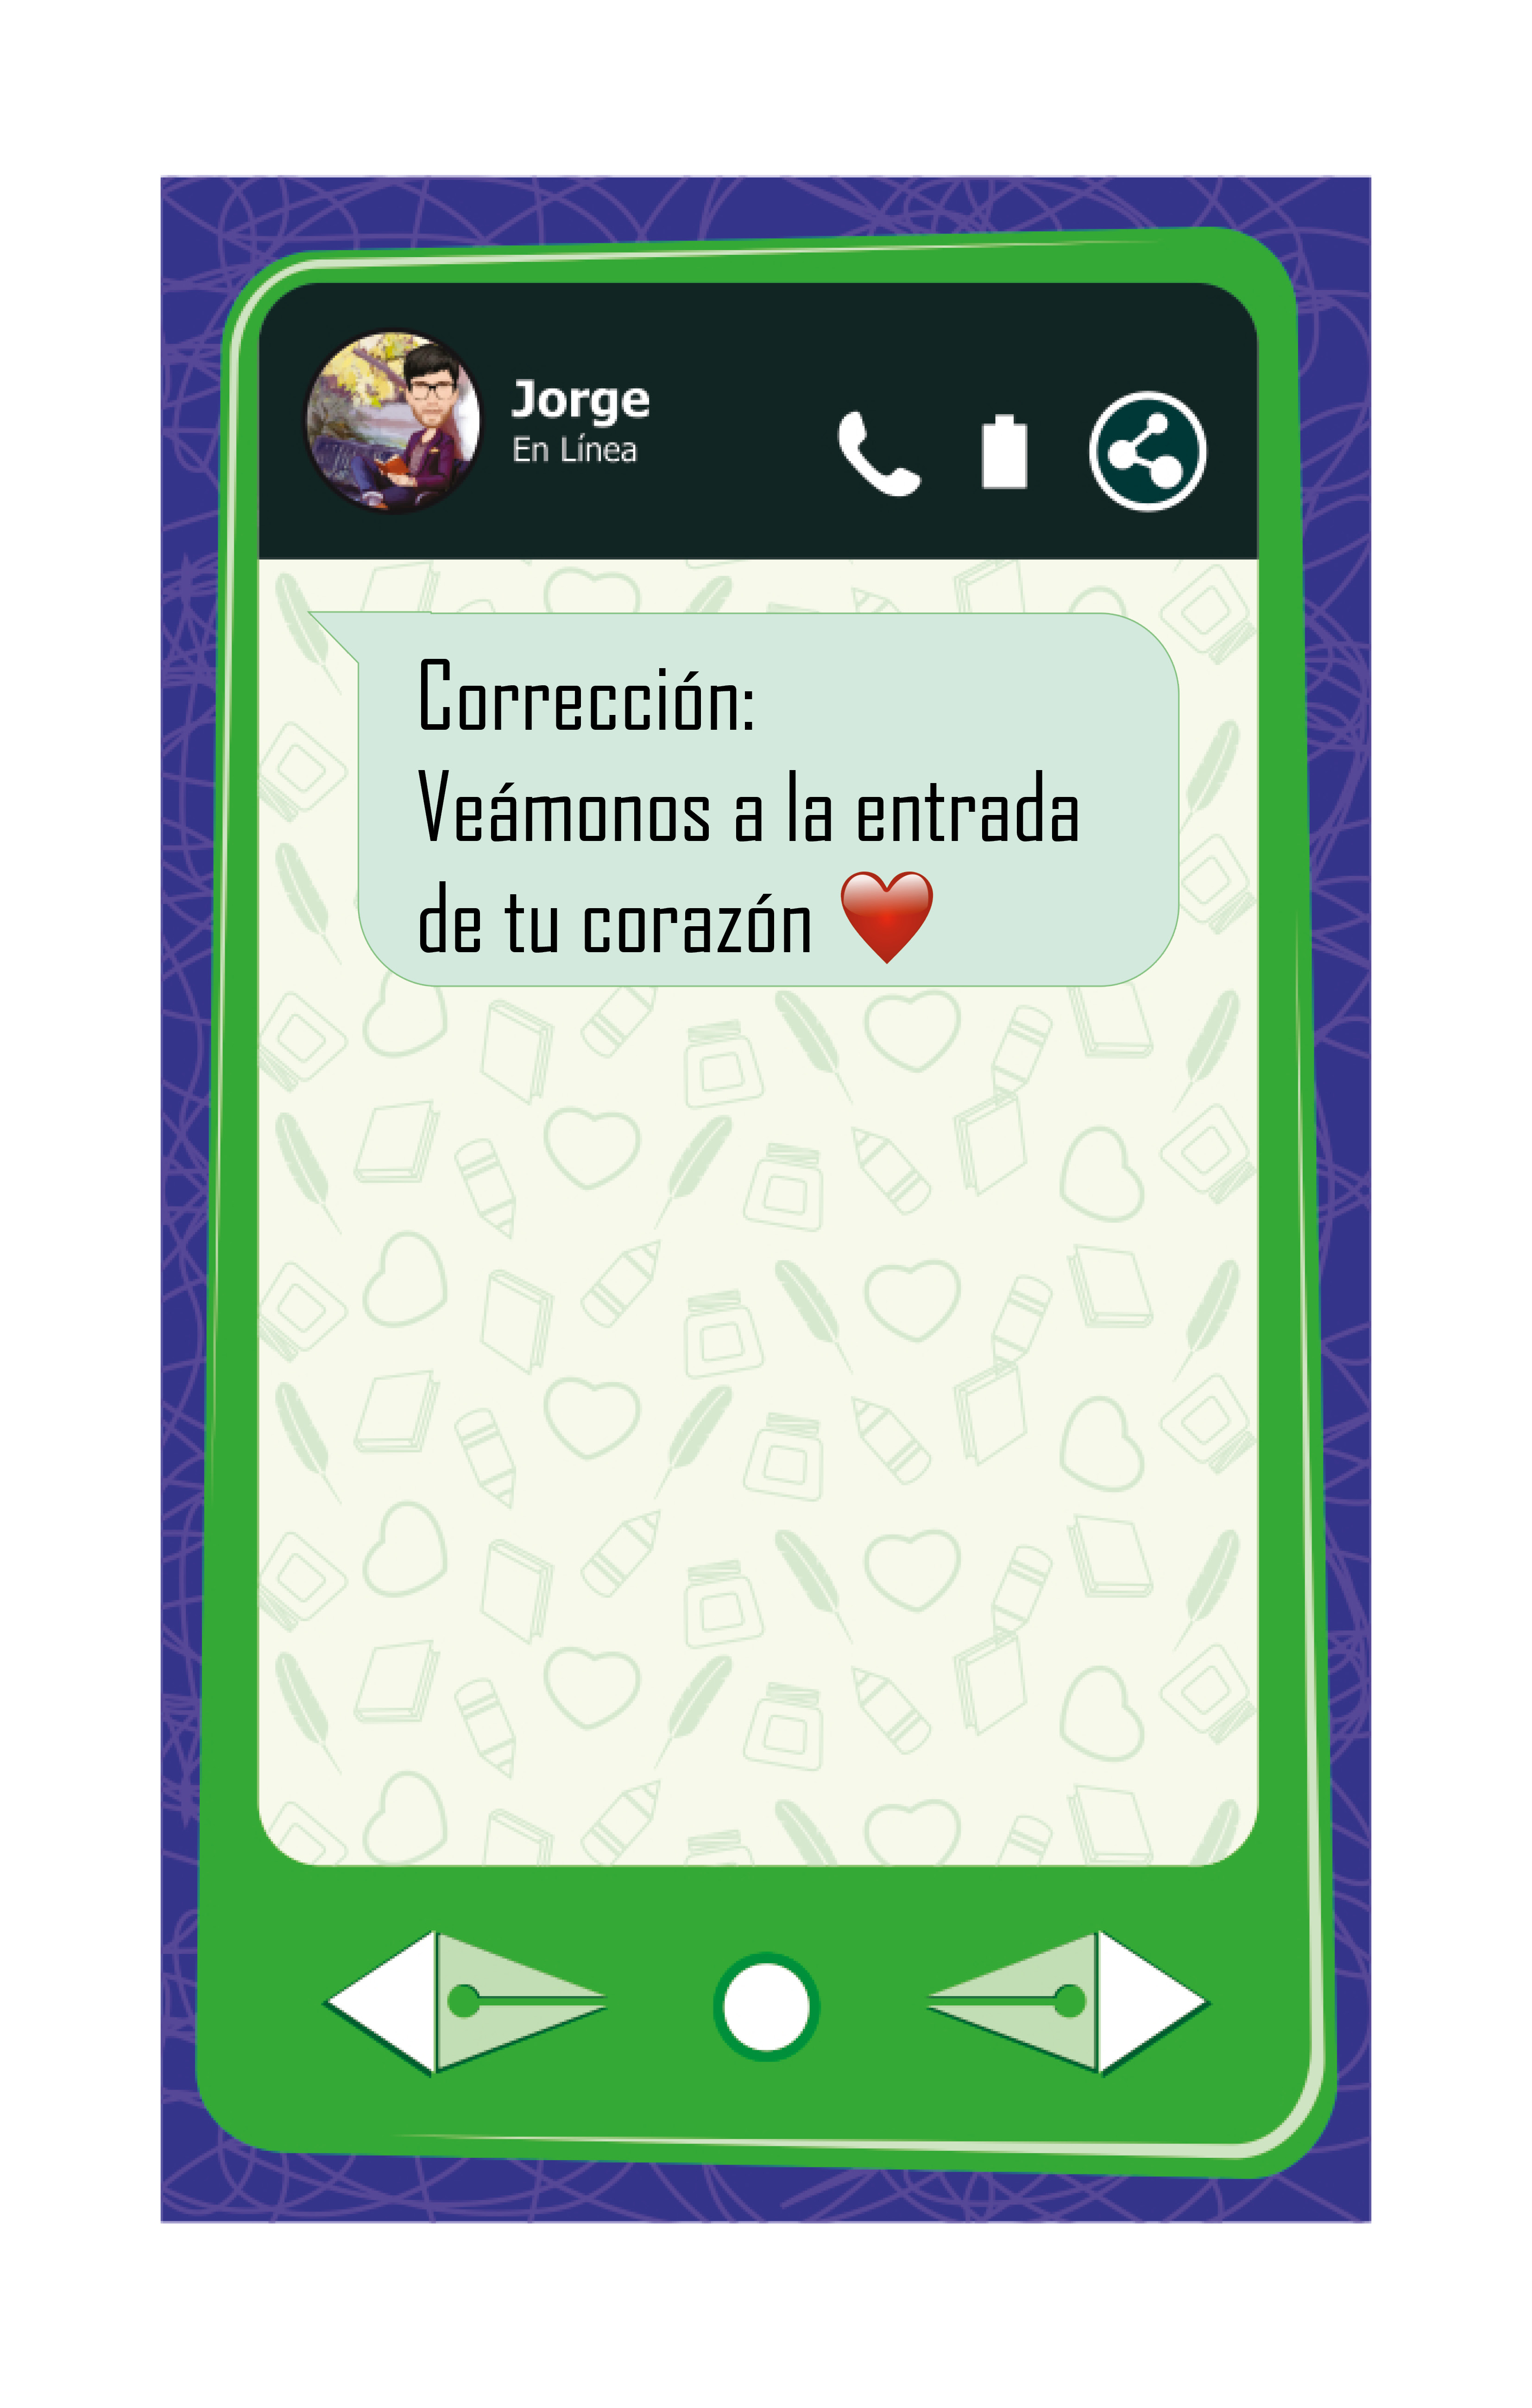 Jorge
En Línea
Corrección:
Veámonos a la entrada
de tu corazón ❤